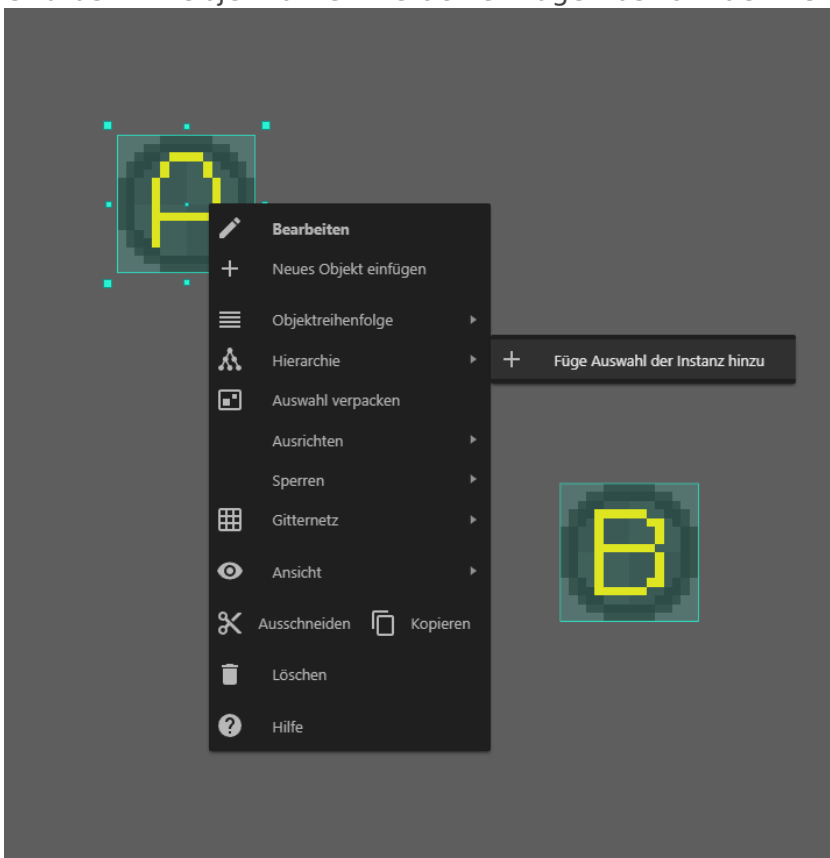 A
Bearbeiten
Neues Objekt einfügen
Objektreihenfolge
Hierarchie
Füge Auswahl der Instanz hinzu
Auswahl verpacken
Ausrichten
Sperren
Gitternetz
B
Ansicht
Ausschneiden Kopieren
Löschen
Hilfe